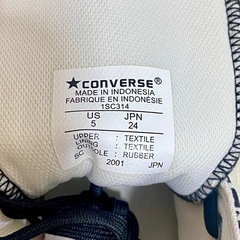 ★CONVERSE®
MADE IN INDONESIA
FABRIQUE EN INDONÉSIE
1SC314
US JPN
5 24
UPPER : TEXTILE
LINING : TEXTILE
OUTSOLE : RUBBER
2001 JPN